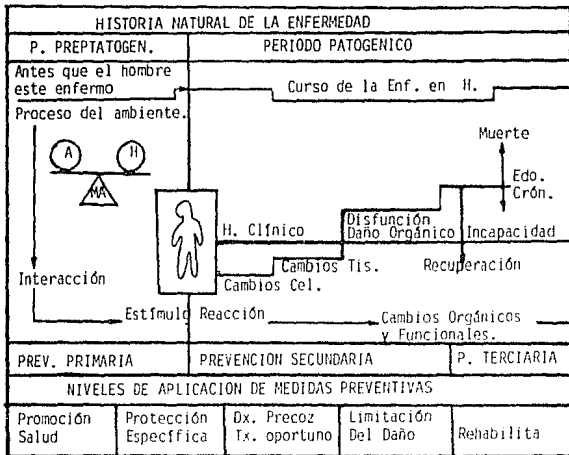 HISTORIA NATURAL DE LA ENFERMEDAD
P. PREPTATOGEN.
PERIODO PATOGENICO
Antes que el hombre
este enfermo
Curso de la Enf. en H.
Proceso del ambiente.
A
H
MA
Muerte
Edo.
Crón.
H. Clínico
Disfunción
Daño Orgánico
Incapacidad
Cambios Tis.
Recuperación
Cambios Cel.
Interacción
Estímulo Reacción
Cambios Orgánicos
y Funcionales.
PREV. PRIMARIA
PREVENCION SECUNDARIA
P. TERCIARIA
NIVELES DE APLICACION DE MEDIDAS PREVENTIVAS
Promoción
Salud
Protección
Específica
Dx. Precoz
Tx. oportuno
Limitación
Del Daño
Rehabilita